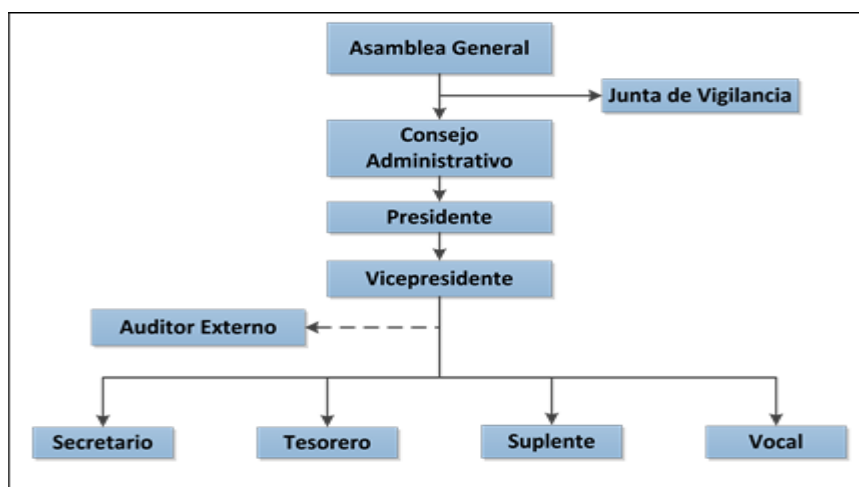 Asamblea General
Junta de Vigilancia
Consejo
Administrativo
Presidente
Vicepresidente
Auditor Externo
Secretario
Tesorero
Suplente
Vocal